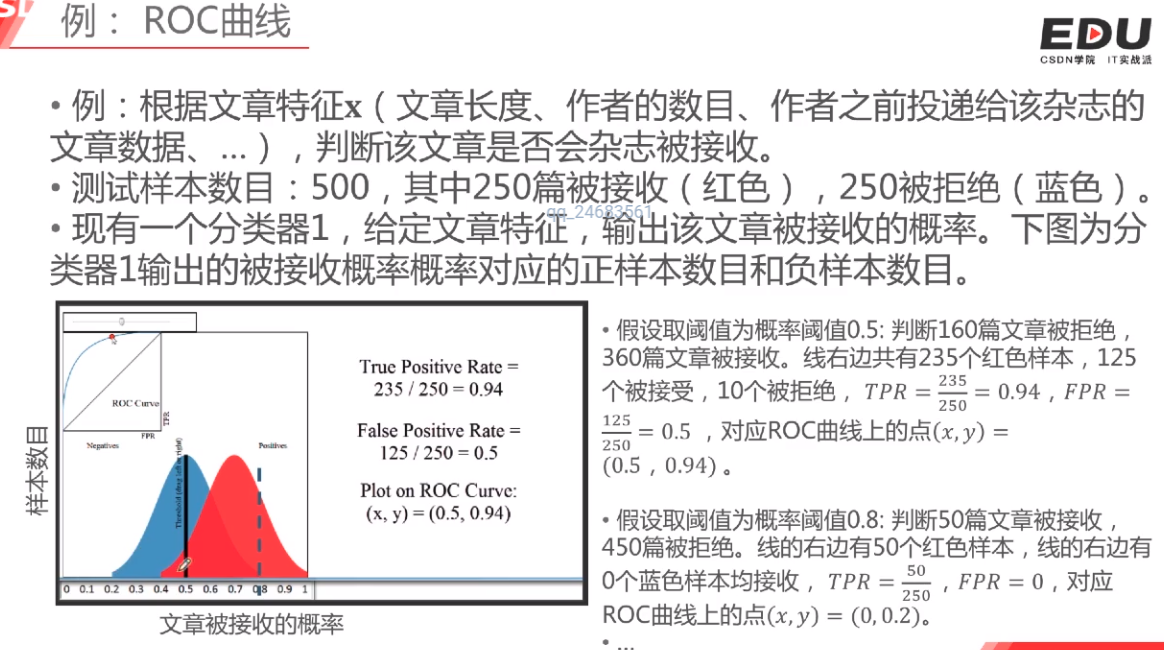 例： ROC曲线
EDU
CSDN学院 IT实战派
• 例：根据文章特征x（文章长度、作者的数目、作者之前投递给该杂志的
文章数据、…），判断该文章是否会杂志被接收。
• 测试样本数目：500，其中250篇被接收（红色），250被拒绝（蓝色）。
qq_24683561
• 现有一个分类器1，给定文章特征，输出该文章被接收的概率。下图为分
类器1输出的被接收概率概率对应的正样本数目和负样本数目。
ROC Curve
TPR
FPR
Negatives
Positives
Threshold (drag left or right)
True Positive Rate =
235 / 250 = 0.94
False Positive Rate =
125 / 250 = 0.5
Plot on ROC Curve:
(x, y) = (0.5, 0.94)
0 0.1 0.2 0.3 0.4 0.5 0.6 0.7 0.8 0.9 1
样本数目
文章被接收的概率
• 假设取阈值为概率阈值0.5: 判断160篇文章被拒绝，
360篇文章被接收。线右边共有235个红色样本，125
个被接受，10个被拒绝， TPR = 235/250 = 0.94，FPR =
125/250 = 0.5 ，对应ROC曲线上的点(x, y) =
(0.5，0.94) 。
• 假设取阈值为概率阈值0.8: 判断50篇文章被接收，
450篇被拒绝。线的右边有50个红色样本，线的右边有
0个蓝色样本均接收， TPR = 50/250 ，FPR = 0，对应
ROC曲线上的点(x, y) = (0, 0.2)。
• …